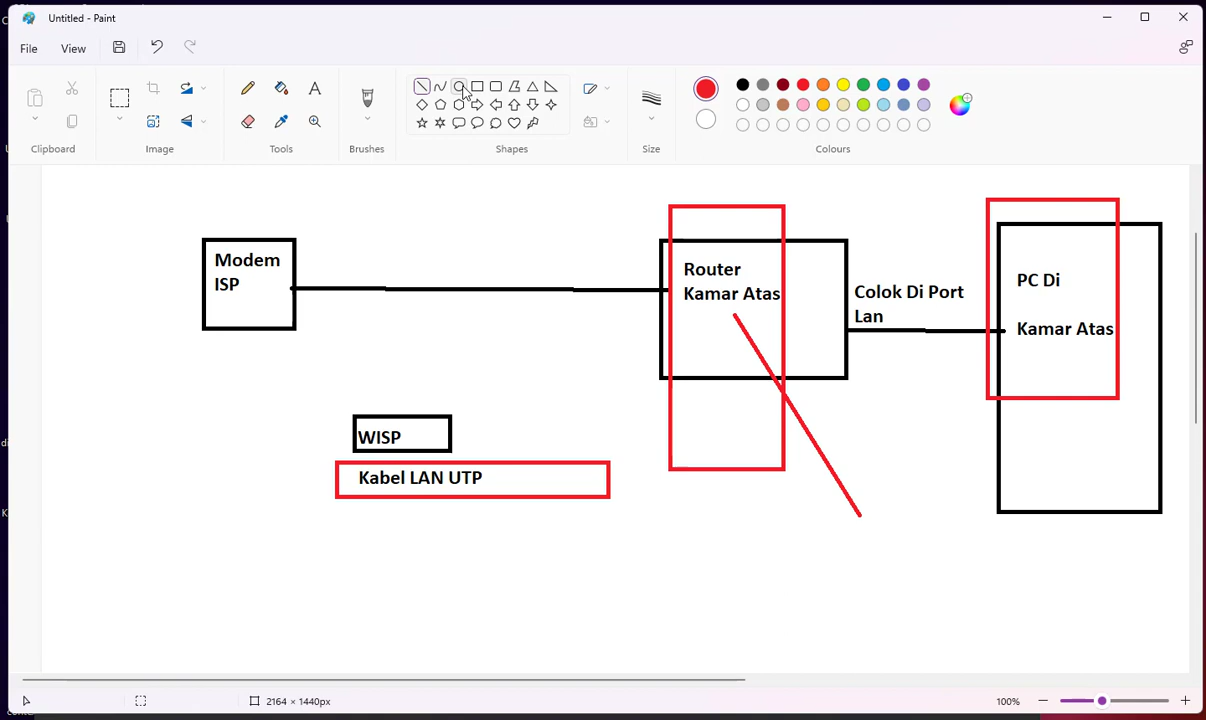 Untitled - Paint
File
View
Clipboard
Image
Tools
Brushes
Shapes
Size
Colours
Modem
ISP
Router
Kamar Atas
Colok Di Port
Lan
PC Di
Kamar Atas
WISP
Kabel LAN UTP
2164 × 1440px
100%